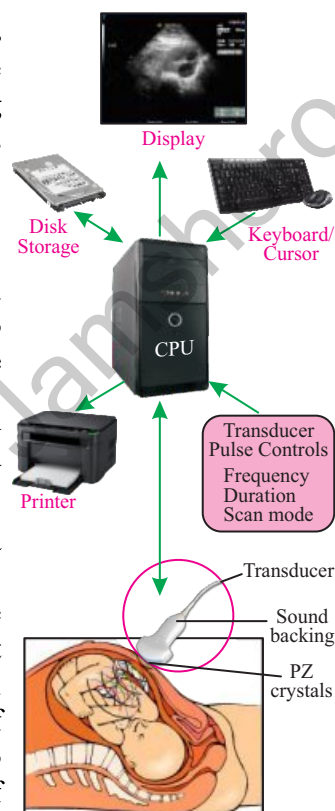 Display
Disk
Storage
Keyboard/
Cursor
CPU
Printer
Transducer
Pulse Controls
Frequency
Duration
Scan mode
Transducer
Sound
backing
PZ
crystals
Jamshoro